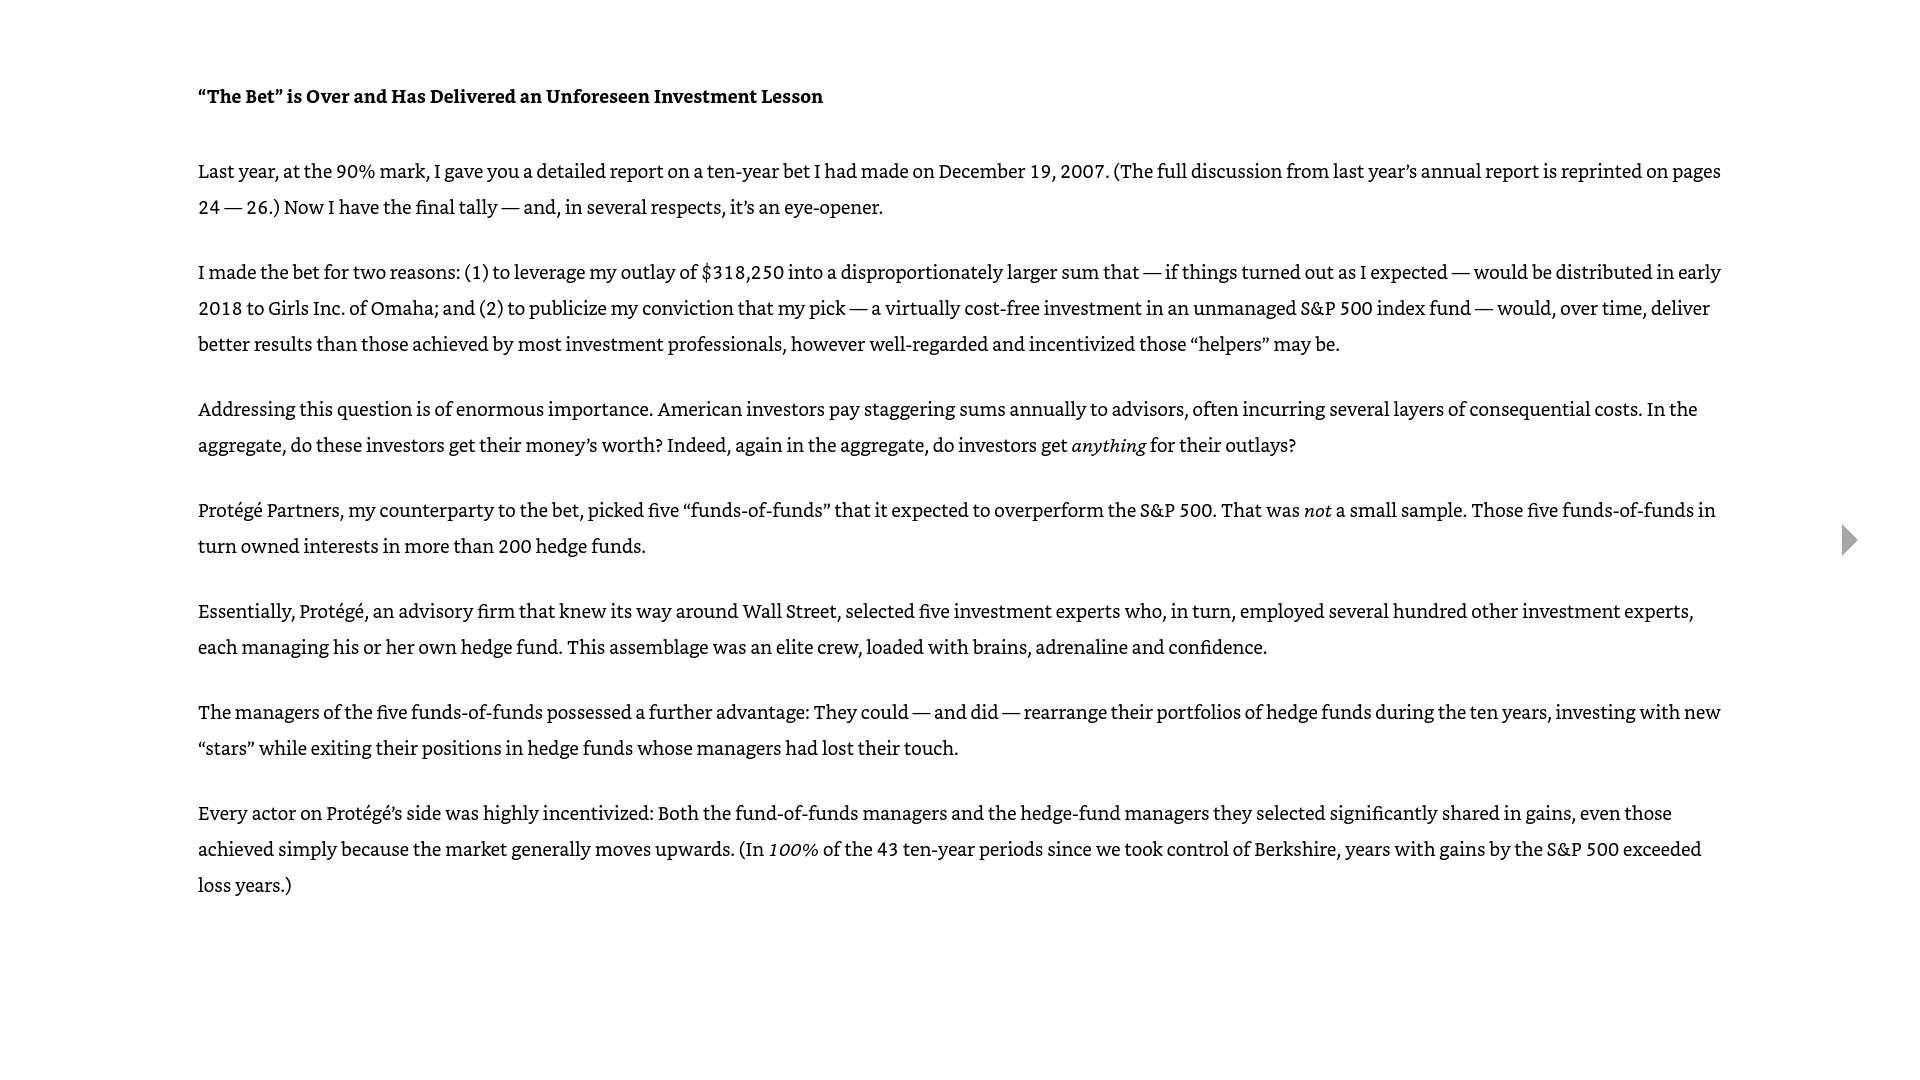 “The Bet” is Over and Has Delivered an Unforeseen Investment Lesson
Last year, at the 90% mark, I gave you a detailed report on a ten-year bet I had made on December 19, 2007. (The full discussion from last year’s annual report is reprinted on pages
24 — 26.) Now I have the final tally — and, in several respects, it’s an eye-opener.
I made the bet for two reasons: (1) to leverage my outlay of $318,250 into a disproportionately larger sum that — if things turned out as I expected — would be distributed in early
2018 to Girls Inc. of Omaha; and (2) to publicize my conviction that my pick — a virtually cost-free investment in an unmanaged S&P 500 index fund — would, over time, deliver
better results than those achieved by most investment professionals, however well-regarded and incentivized those “helpers” may be.
Addressing this question is of enormous importance. American investors pay staggering sums annually to advisors, often incurring several layers of consequential costs. In the
aggregate, do these investors get their money’s worth? Indeed, again in the aggregate, do investors get anything for their outlays?
Protégé Partners, my counterparty to the bet, picked five “funds-of-funds” that it expected to overperform the S&P 500. That was not a small sample. Those five funds-of-funds in
turn owned interests in more than 200 hedge funds.
Essentially, Protégé, an advisory firm that knew its way around Wall Street, selected five investment experts who, in turn, employed several hundred other investment experts,
each managing his or her own hedge fund. This assemblage was an elite crew, loaded with brains, adrenaline and confidence.
The managers of the five funds-of-funds possessed a further advantage: They could — and did — rearrange their portfolios of hedge funds during the ten years, investing with new
“stars” while exiting their positions in hedge funds whose managers had lost their touch.
Every actor on Protégé’s side was highly incentivized: Both the fund-of-funds managers and the hedge-fund managers they selected significantly shared in gains, even those
achieved simply because the market generally moves upwards. (In 100% of the 43 ten-year periods since we took control of Berkshire, years with gains by the S&P 500 exceeded
loss years.)